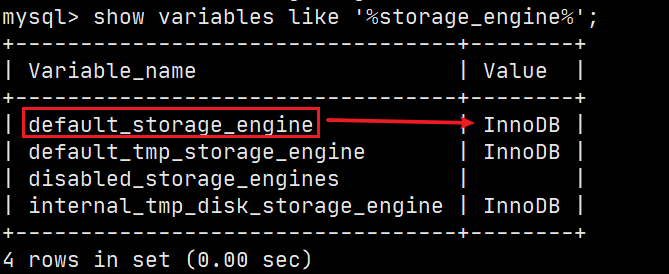 mysql> show variables like '%storage_engine%';
+----------------------------------+--------+
| Variable_name                    | Value  |
+----------------------------------+--------+
| default_storage_engine           | InnoDB |
| default_tmp_storage_engine       | InnoDB |
| disabled_storage_engines         |        |
| internal_tmp_disk_storage_engine | InnoDB |
+----------------------------------+--------+
4 rows in set (0.00 sec)